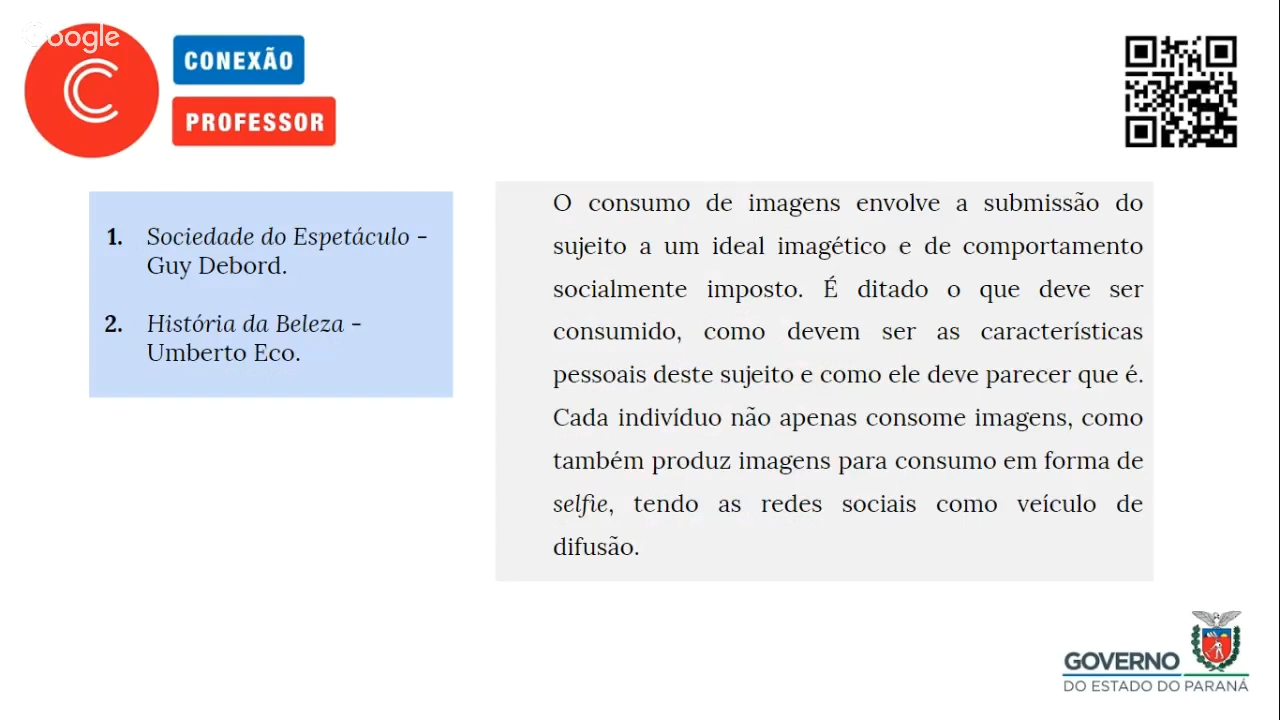 Google
CONEXÃO
PROFESSOR
1. Sociedade do Espetáculo -
Guy Debord.
2. História da Beleza -
Umberto Eco.
O consumo de imagens envolve a submissão do
sujeito a um ideal imagético e de comportamento
socialmente imposto. É ditado o que deve ser
consumido, como devem ser as características
pessoais deste sujeito e como ele deve parecer que é.
Cada indivíduo não apenas consome imagens, como
também produz imagens para consumo em forma de
selfie, tendo as redes sociais como veículo de
difusão.
GOVERNO
DO ESTADO DO PARANÁ